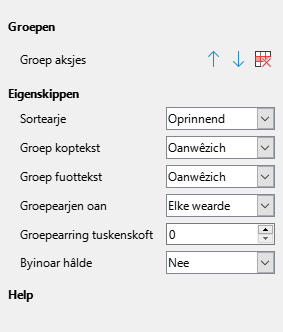 Groepen
Groep aksjes
Eigenskippen
Sortearje Oprinnend
Groep koptekst Oanwêzich
Groep fuottekst Oanwêzich
Groepearjen oan Elke wearde
Groepearring tuskenskoft 0
Byinoar hâlde Nee
Help